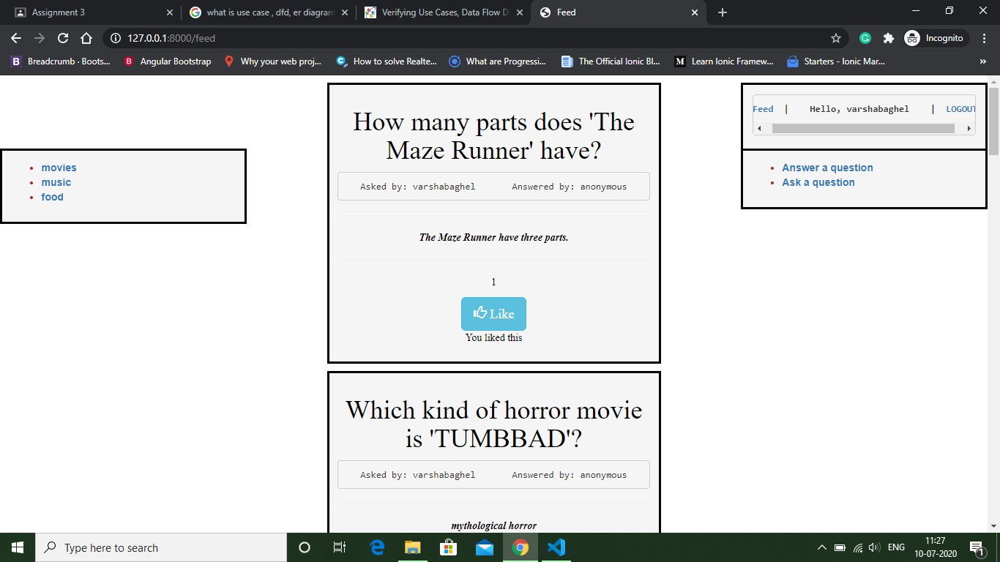 Assignment 3
what is use case , dfd, er diagram
Verifying Use Cases, Data Flow D
Feed
127.0.0.1:8000/feed
Incognito
Breadcrumb · Boots...
Angular Bootstrap
Why your web proj...
How to solve Realte...
What are Progressi...
The Official Ionic Bl...
Learn Ionic Framew...
Starters - Ionic Mar...
»
movies
music
food
How many parts does 'The
Maze Runner' have?
Asked by: varshabaghel Answered by: anonymous
The Maze Runner have three parts.
1
Like
You liked this
Which kind of horror movie
is 'TUMBBAD'?
Asked by: varshabaghel Answered by: anonymous
mythological horror
Feed | Hello, varshabaghel | LOGOUT
Answer a question
Ask a question
Type here to search
ENG
11:27
10-07-2020
1